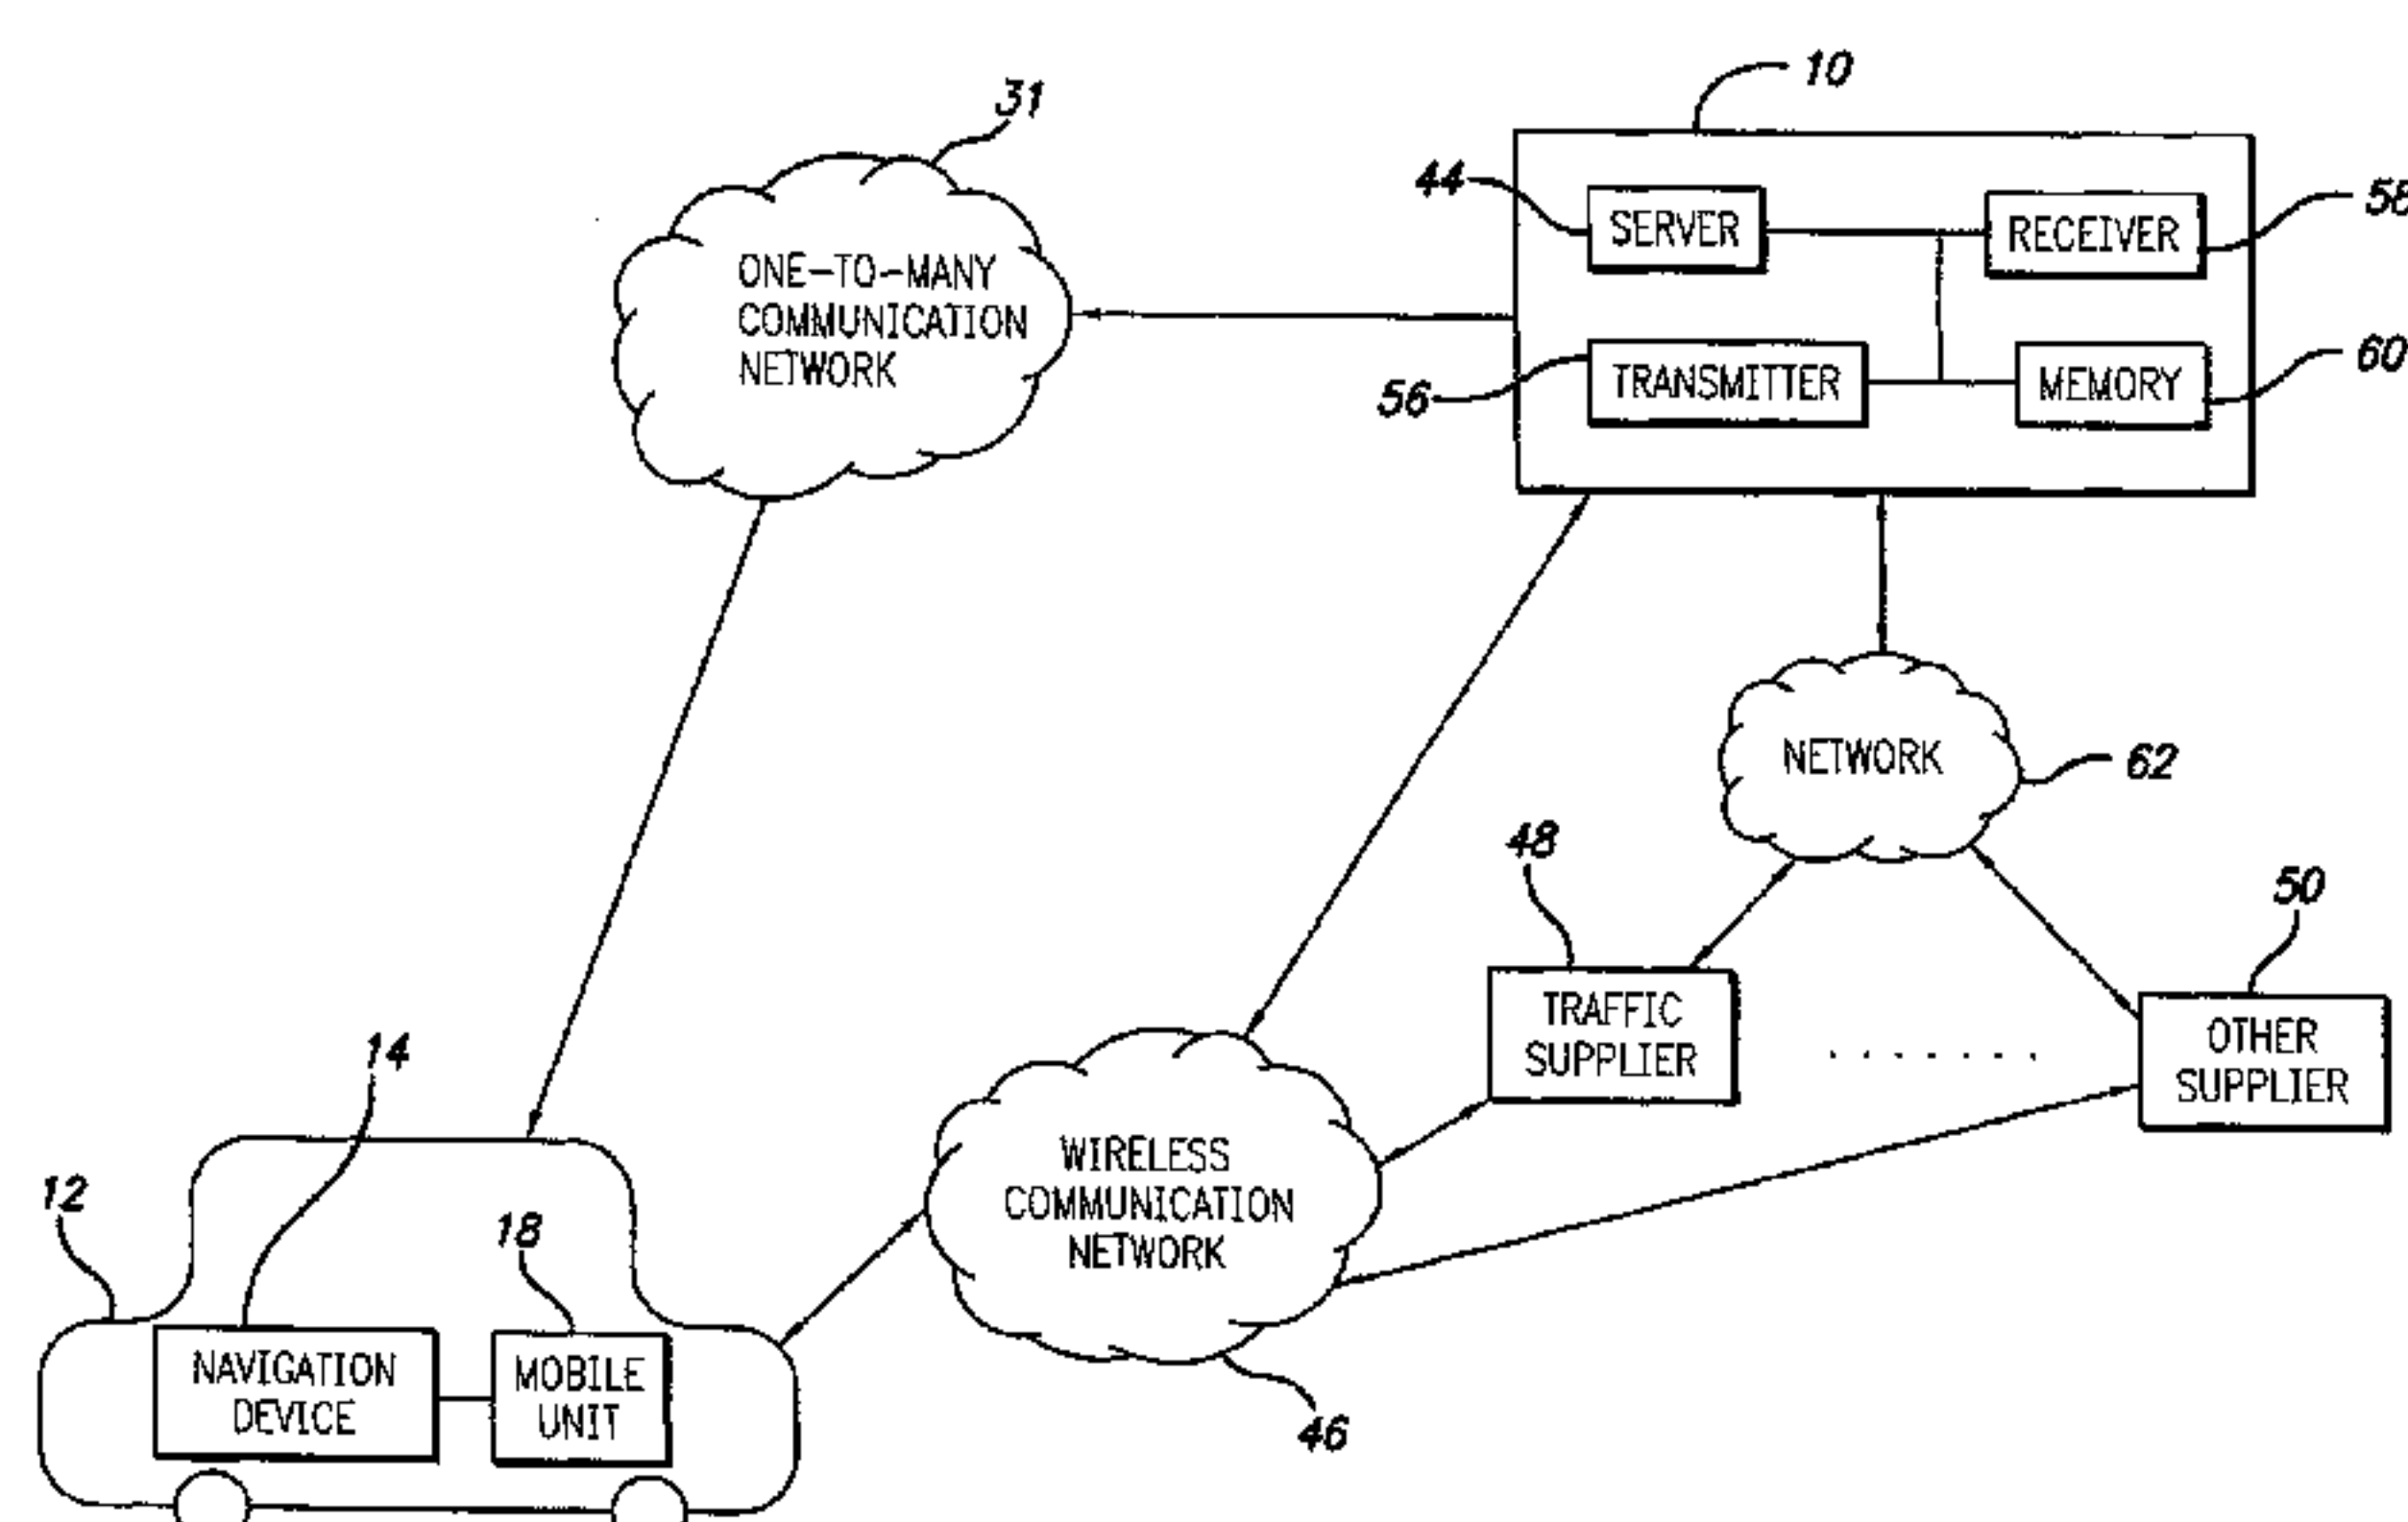 10
31
44
SERVER
RECEIVER
58
ONE-TO-MANY
COMMUNICATION
NETWORK
56
TRANSMITTER
MEMORY
60
NETWORK
62
48
50
TRAFFIC
SUPPLIER
. . . . . . .
OTHER
SUPPLIER
14
12
18
WIRELESS
COMMUNICATION
NETWORK
NAVIGATION
DEVICE
MOBILE
UNIT
46